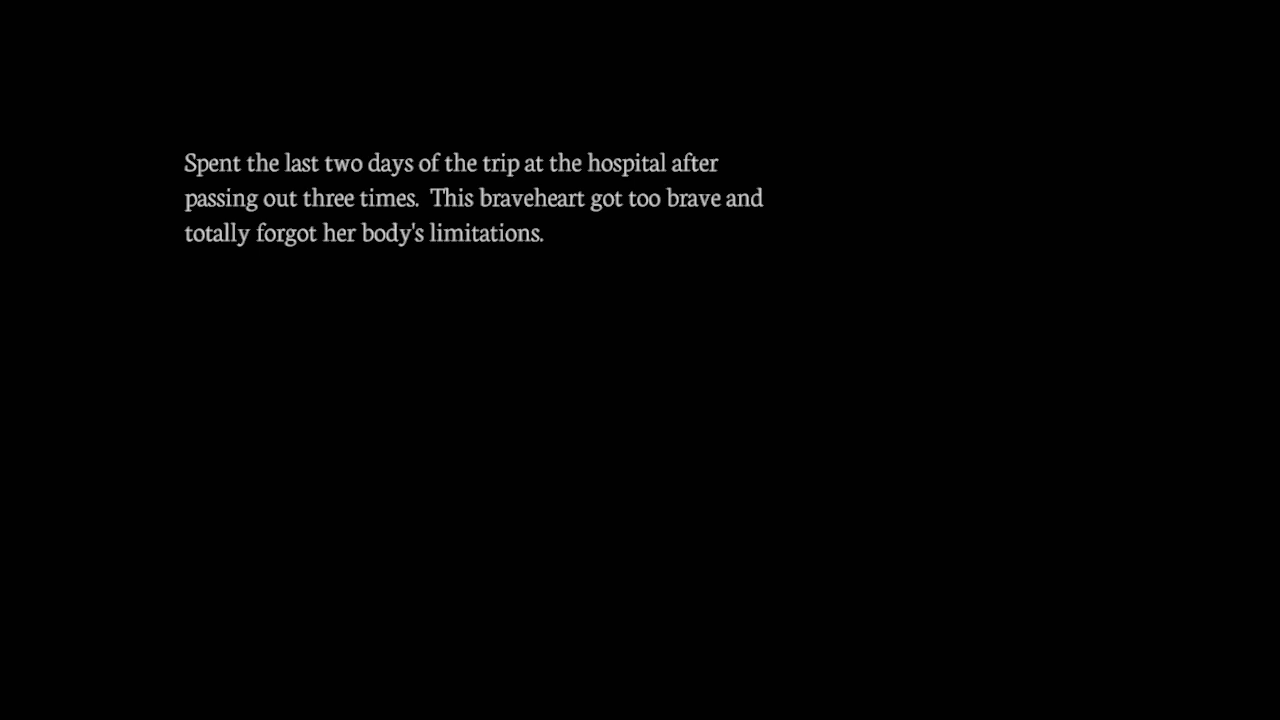 Spent the last two days of the trip at the hospital after
passing out three times.  This braveheart got too brave and
totally forgot her body's limitations.